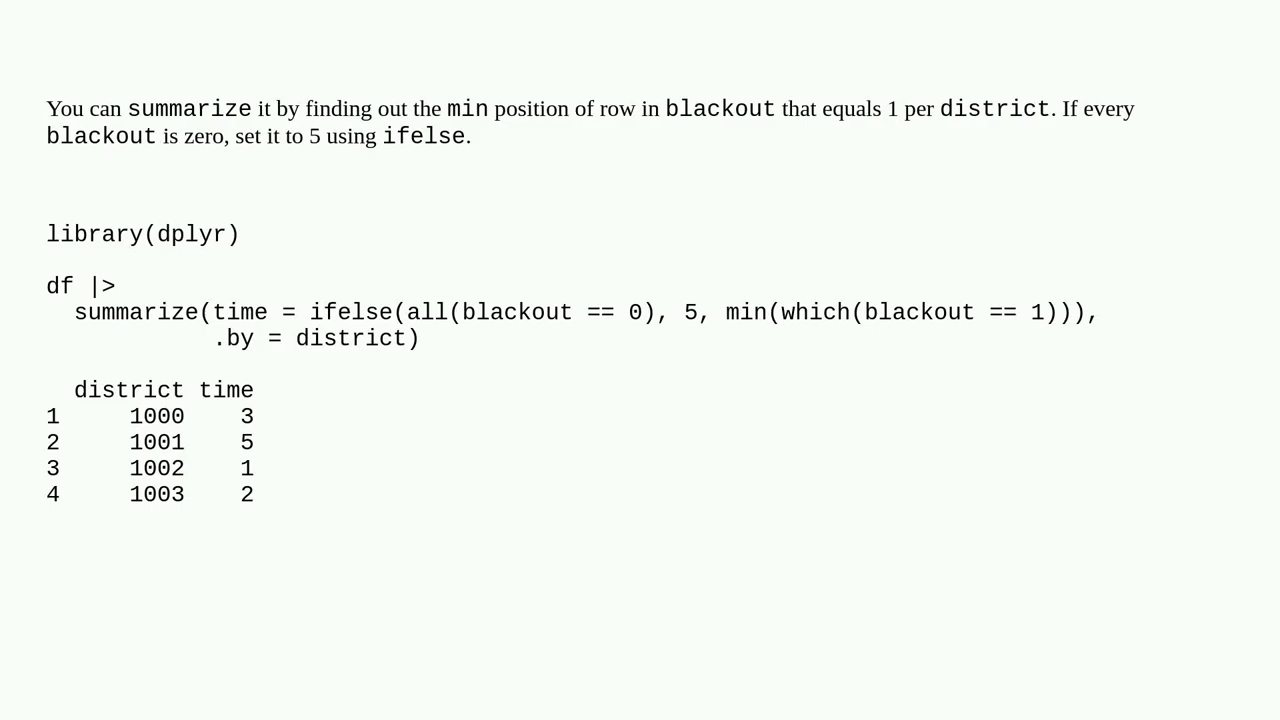 You can summarize it by finding out the min position of row in blackout that equals 1 per district. If every
blackout is zero, set it to 5 using ifelse.
library(dplyr)
df |>
  summarize(time = ifelse(all(blackout == 0), 5, min(which(blackout == 1))),
            .by = district)
  district time
1     1000    3
2     1001    5
3     1002    1
4     1003    2